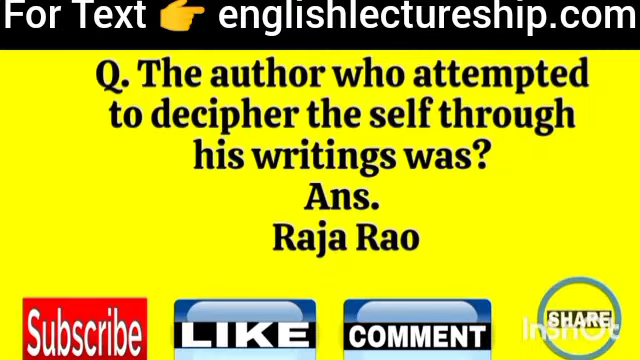 For Text 👉 englishlectureship.com
Q. The author who attempted
to decipher the self through
his writings was?
Ans.
Raja Rao
Subscribe
LIKE
COMMENT
SHARE
InShOt